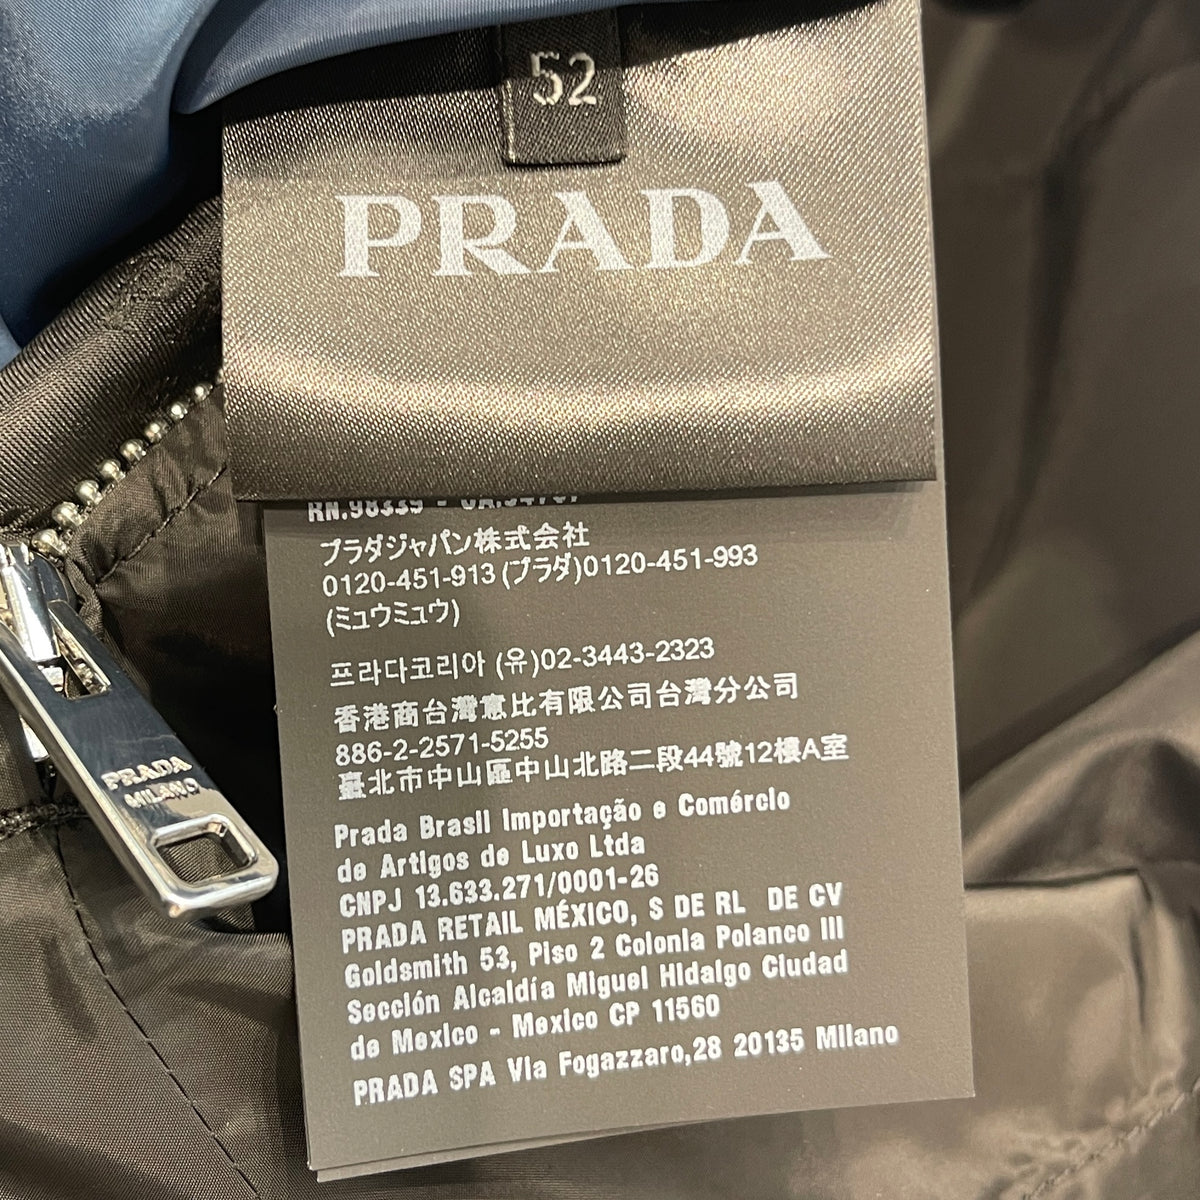 52
PRADA
RN.98339 - CA.54707
プラダジャパン株式会社
0120-451-913 (プラダ)0120-451-993
(ミュウミュウ)
프라다코리아 (유)02-3443-2323
香港商台灣意比有限公司台灣分公司
886-2-2571-5255
臺北市中山區中山北路二段44號12樓A室
Prada Brasil Importação e Comércio
de Artigos de Luxo Ltda
CNPJ 13.633.271/0001-26
PRADA RETAIL MÉXICO, S DE RL DE CV
Goldsmith 53, Piso 2 Colonia Polanco III
Sección Alcaldía Miguel Hidalgo Ciudad
de Mexico - Mexico CP 11560
PRADA SPA Via Fogazzaro,28 20135 Milano
PRADA
MILANO